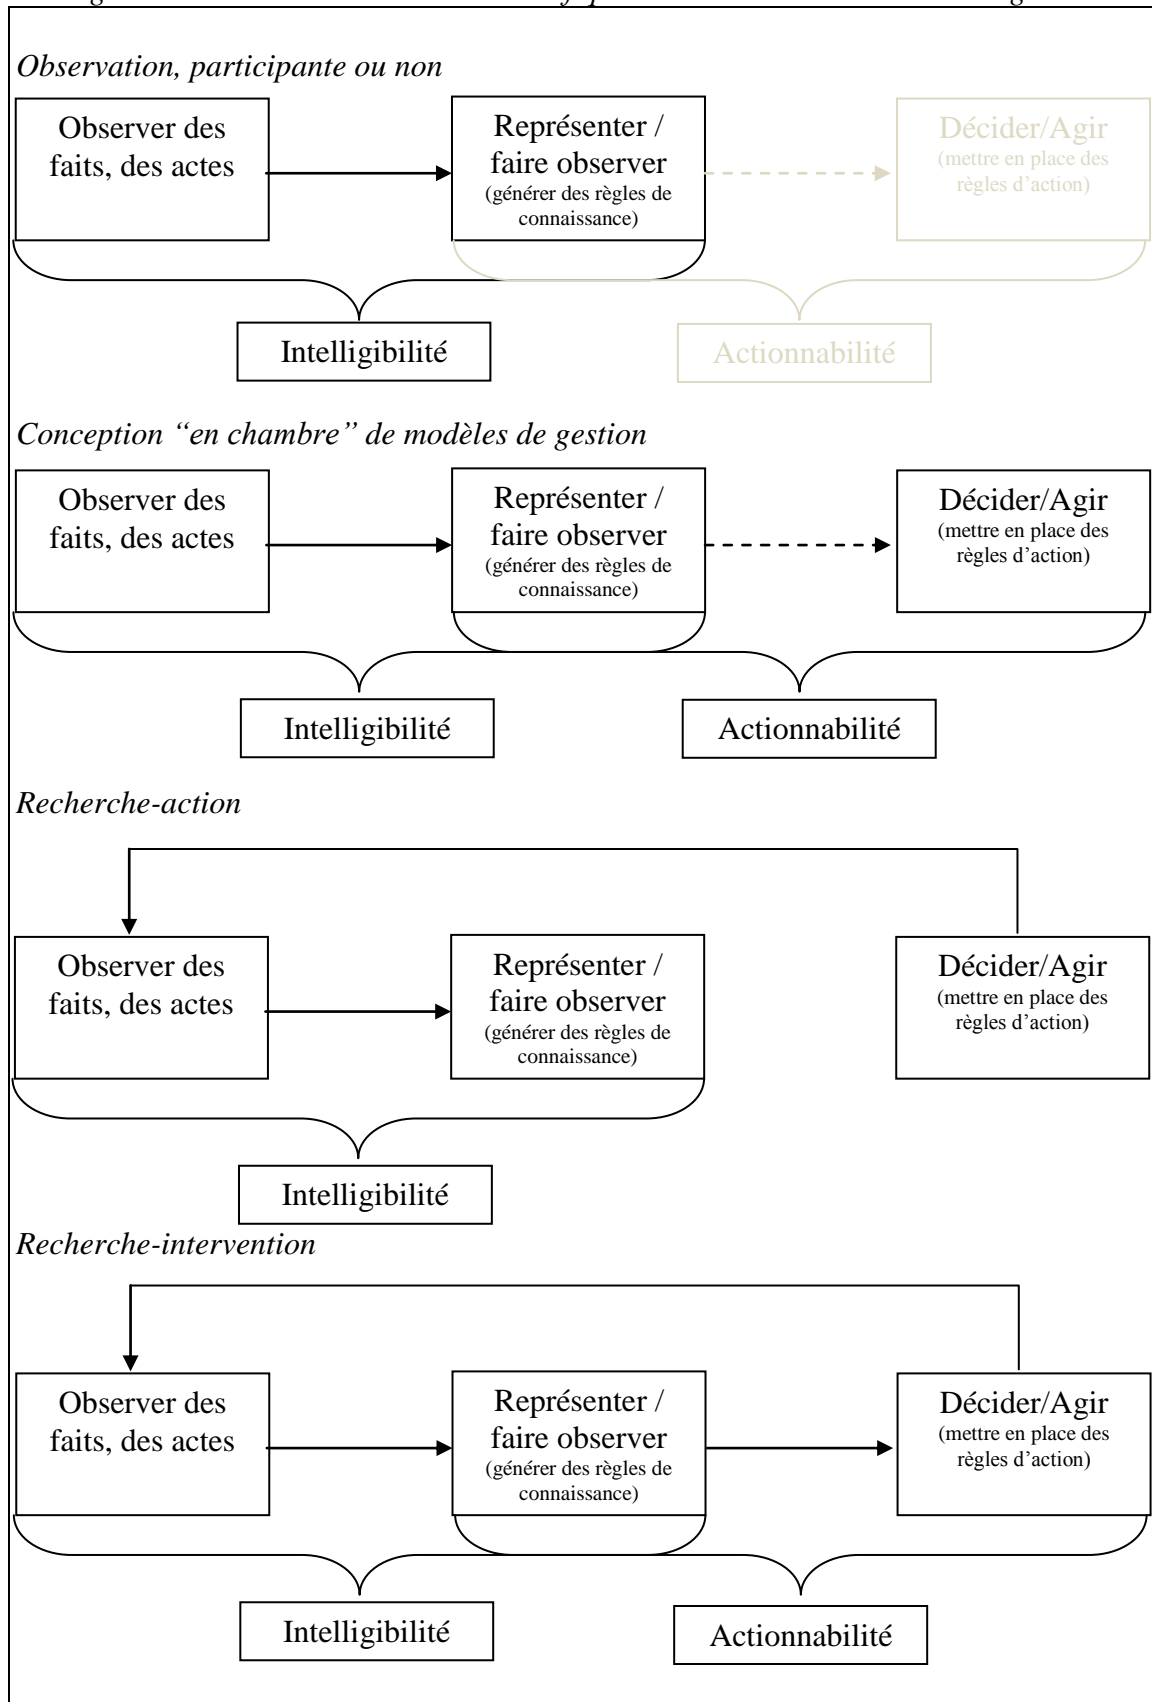 Observation, participante ou non
Observer des
faits, des actes
Représenter /
faire observer
(générer des règles de
connaissance)
Décider/Agir
(mettre en place des
règles d’action)
Intelligibilité
Actionnabilité
Conception “en chambre” de modèles de gestion
Observer des
faits, des actes
Représenter /
faire observer
(générer des règles de
connaissance)
Décider/Agir
(mettre en place des
règles d’action)
Intelligibilité
Actionnabilité
Recherche-action
Observer des
faits, des actes
Représenter /
faire observer
(générer des règles de
connaissance)
Décider/Agir
(mettre en place des
règles d’action)
Intelligibilité
Recherche-intervention
Observer des
faits, des actes
Représenter /
faire observer
(générer des règles de
connaissance)
Décider/Agir
(mettre en place des
règles d’action)
Intelligibilité
Actionnabilité